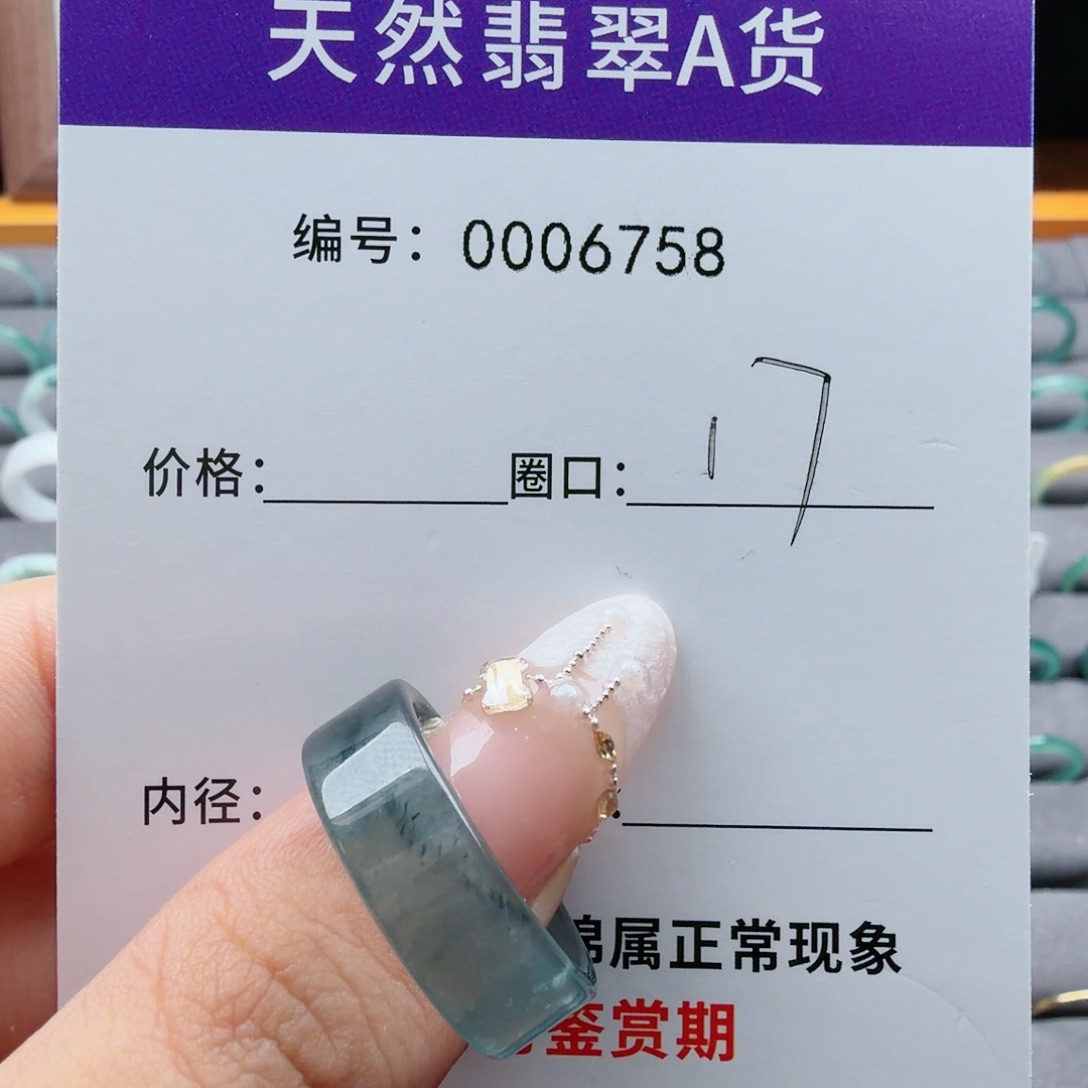 天然翡翠A货
编号：0006758
价格： 圈口：17
内径：
棉属正常现象
鉴赏期